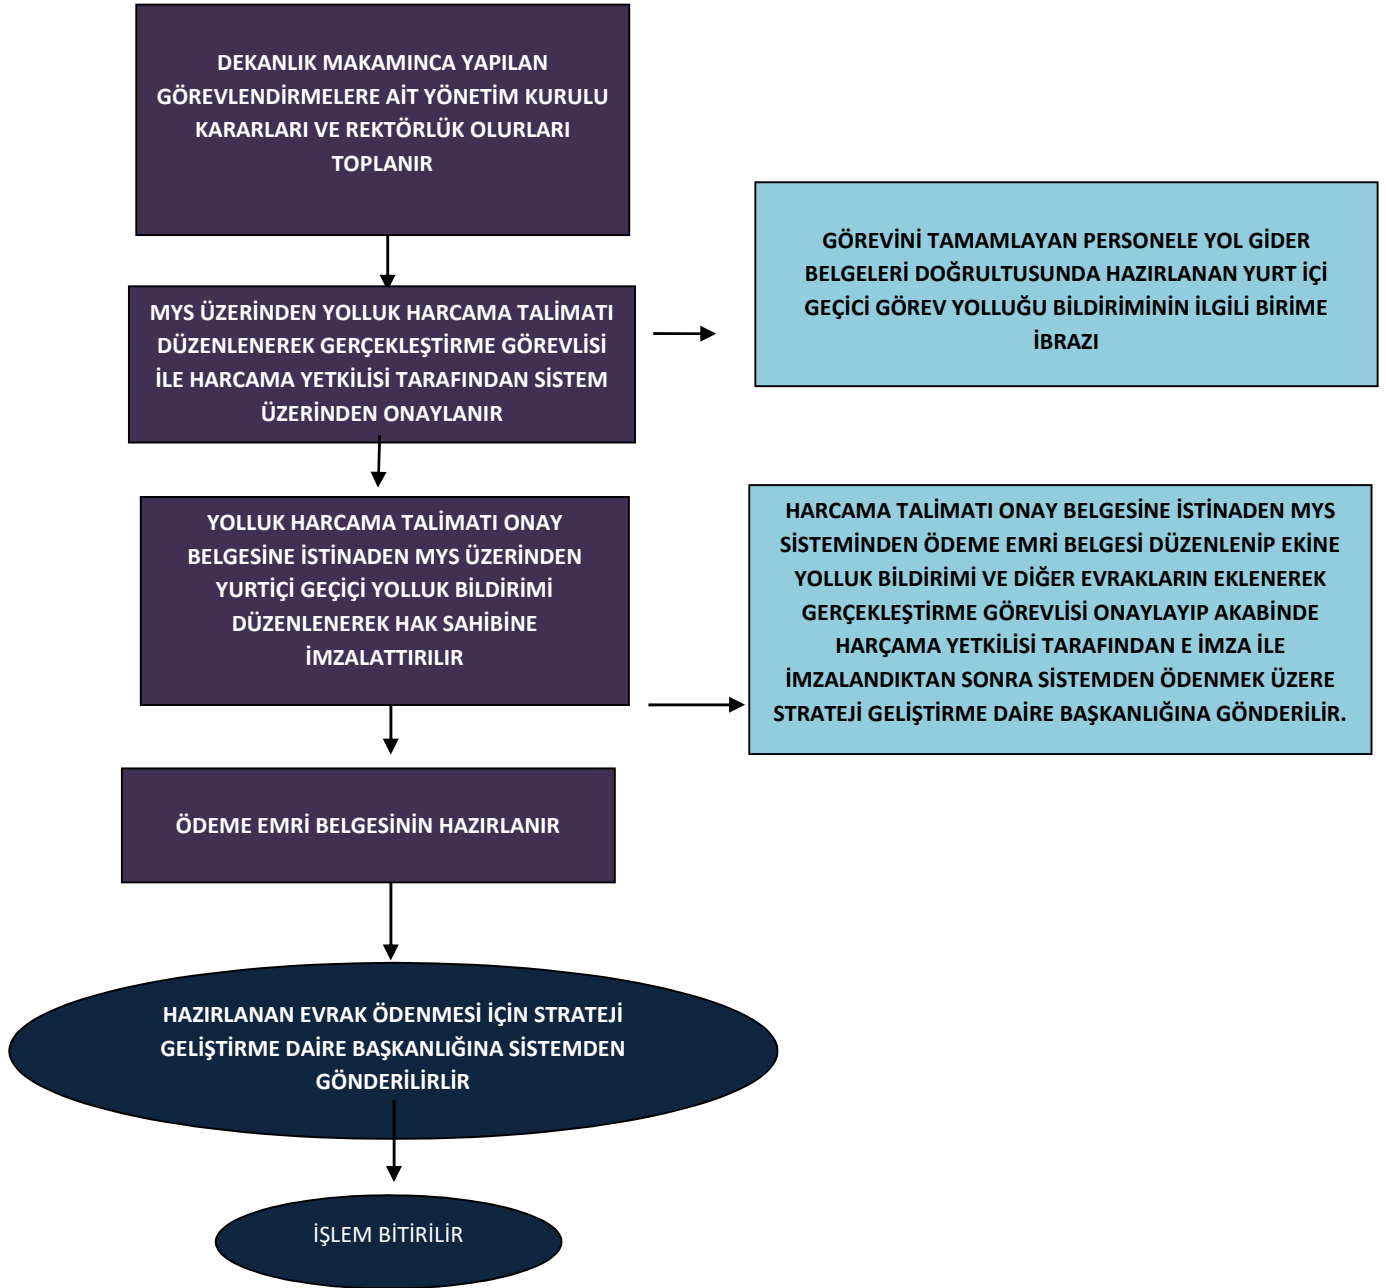 DEKANLIK MAKAMINCA YAPILAN
GÖREVLENDİRMELERE AİT YÖNETİM KURULU
KARARLARI VE REKTÖRLÜK OLURLARI
TOPLANIR
GÖREVİNİ TAMAMLAYAN PERSONELE YOL GİDER
BELGELERİ DOĞRULTUSUNDA HAZIRLANAN YURT İÇİ
GEÇİCİ GÖREV YOLLUĞU BİLDİRİMİNİN İLGİLİ BİRİME
İBRAZI
MYS ÜZERİNDEN YOLLUK HARCAMA TALİMATI
DÜZENLENEREK GERÇEKLEŞTİRME GÖREVLİSİ
İLE HARCAMA YETKİLİSİ TARAFINDAN SİSTEM
ÜZERİNDEN ONAYLANIR
YOLLUK HARCAMA TALİMATI ONAY
BELGESİNE İSTİNADEN MYS ÜZERİNDEN
YURTİÇİ GEÇİÇİ YOLLUK BİLDİRİMİ
DÜZENLENEREK HAK SAHİBİNE
İMZALATTIRILIR
HARCAMA TALİMATI ONAY BELGESİNE İSTİNADEN MYS
SİSTEMİNDEN ÖDEME EMRİ BELGESİ DÜZENLENİP EKİNE
YOLLUK BİLDİRİMİ VE DİĞER EVRAKLARIN EKLENEREK
GERÇEKLEŞTİRME GÖREVLİSİ ONAYLAYIP AKABİNDE
HARÇAMA YETKİLİSİ TARAFINDAN E İMZA İLE
İMZALANDIKTAN SONRA SİSTEMDEN ÖDENMEK ÜZERE
STRATEJİ GELİŞTİRME DAİRE BAŞKANLIĞINA GÖNDERİLİR.
ÖDEME EMRİ BELGESİNİN HAZIRLANIR
HAZIRLANAN EVRAK ÖDENMESİ İÇİN STRATEJİ
GELİŞTİRME DAİRE BAŞKANLIĞINA SİSTEMDEN
GÖNDERİLİRLİR
İŞLEM BİTİRİLİR